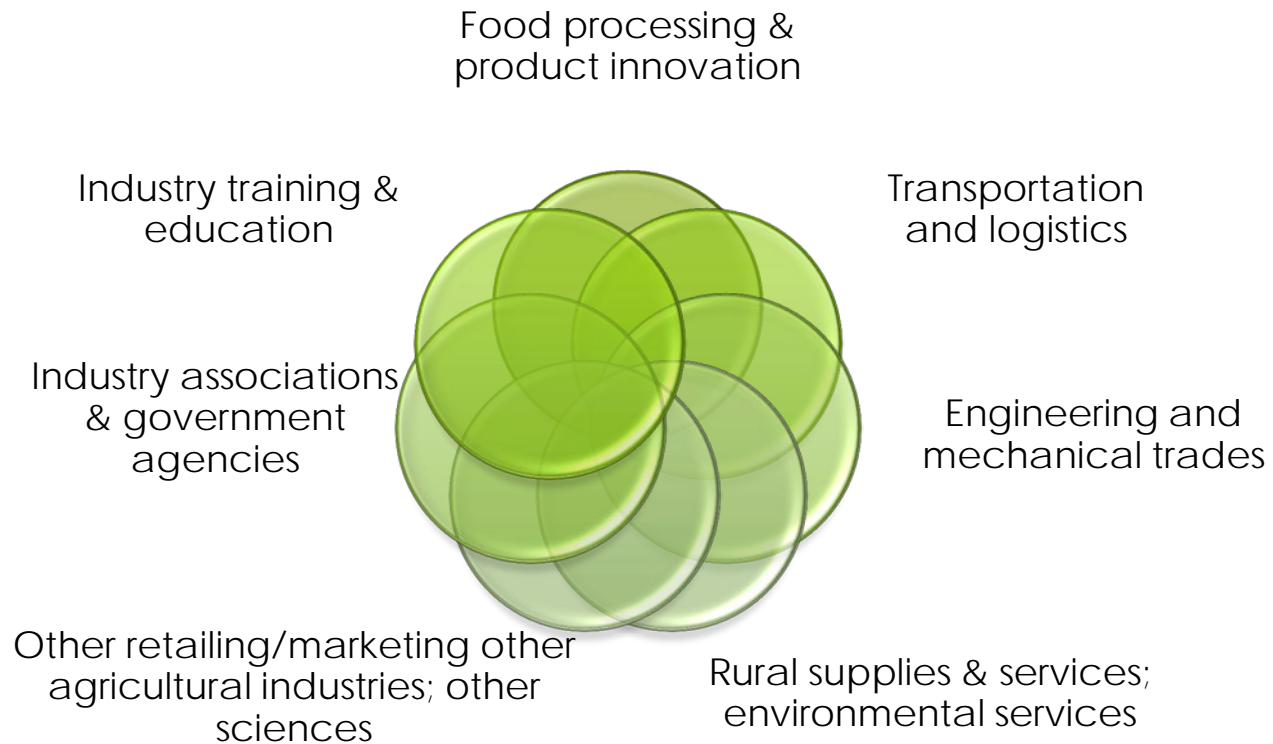 Food processing &
product innovation
Industry training &
education
Transportation
and logistics
Industry associations
& government
agencies
Engineering and
mechanical trades
Other retailing/marketing other
agricultural industries; other
sciences
Rural supplies & services;
environmental services